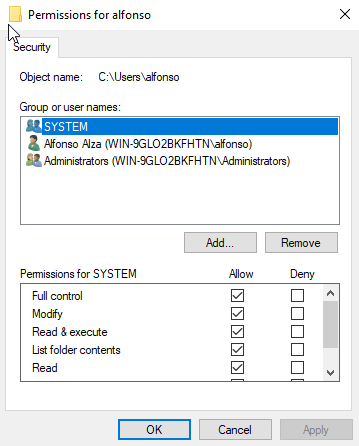 Permissions for alfonso
Security
Object name: C:\Users\alfonso
Group or user names:
SYSTEM
Alfonso Alza (WIN-9GLO2BKFHTN\alfonso)
Administrators (WIN-9GLO2BKFHTN\Administrators)
Add... Remove
Permissions for SYSTEM Allow Deny
Full control
Modify
Read & execute
List folder contents
Read
OK Cancel Apply